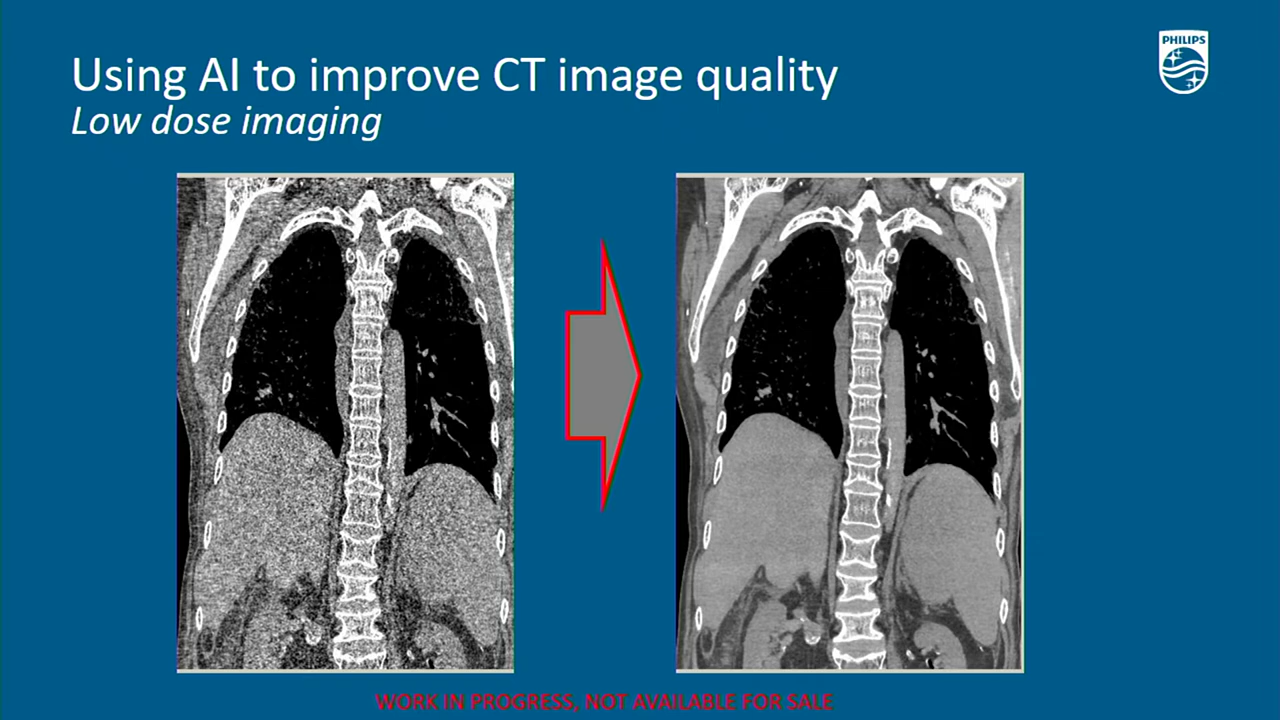 PHILIPS
Using AI to improve CT image quality
Low dose imaging
WORK IN PROGRESS, NOT AVAILABLE FOR SALE